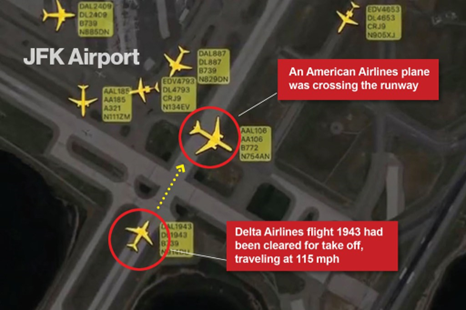 DAL2409
DL2409
B739
EDV4653
DL4653
CRJ9
N905XJ
JFK Airport
DAL887
DL887
B739
N829DN
EDV4793
DL4793
CRJ9
N134EV
AAL185
AA185
A321
N111ZM
An American Airlines plane
was crossing the runway
AAL106
AA106
B772
N754AN
DAL1943
DL1943
B739
Delta Airlines flight 1943 had
been cleared for take off,
traveling at 115 mph